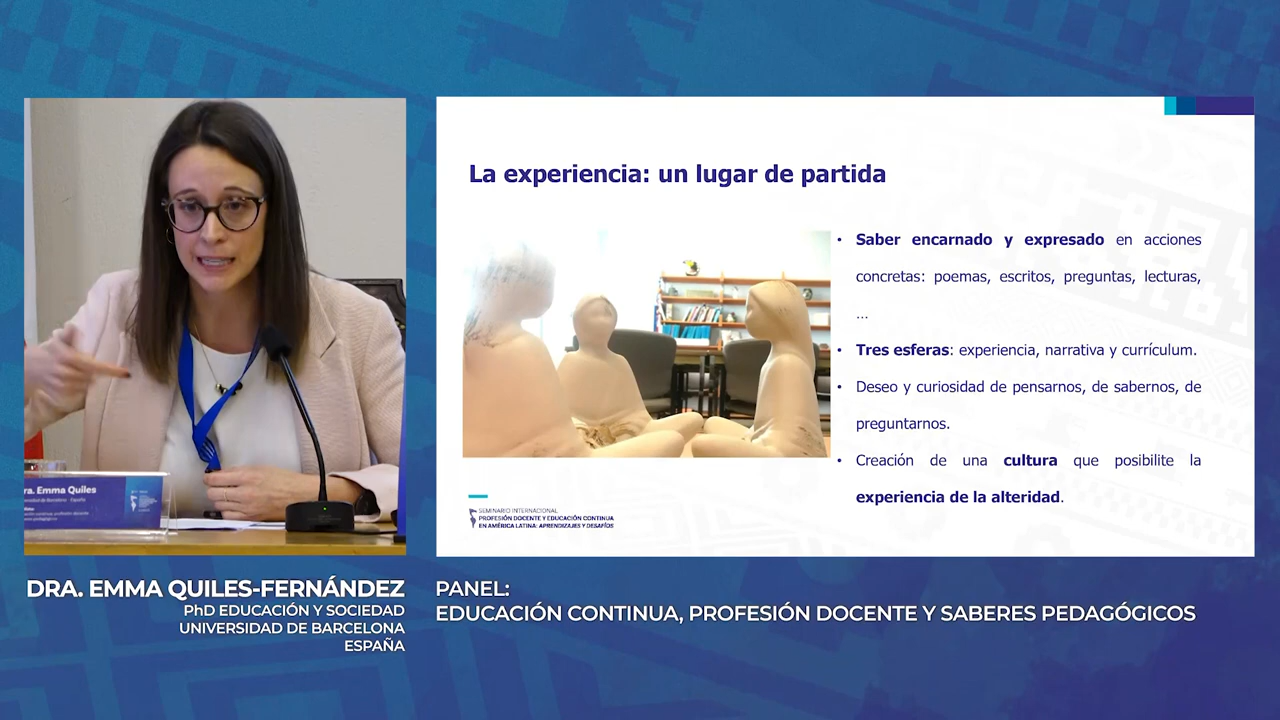 La experiencia: un lugar de partida
• Saber encarnado y expresado en acciones
concretas: poemas, escritos, preguntas, lecturas,
...
• Tres esferas: experiencia, narrativa y currículum.
• Deseo y curiosidad de pensarnos, de sabernos, de
preguntarnos.
• Creación de una cultura que posibilite la
experiencia de la alteridad.
SEMINARIO INTERNACIONAL
PROFESIÓN DOCENTE Y EDUCACIÓN CONTINUA
EN AMÉRICA LATINA: APRENDIZAJES Y DESAFÍOS
ra. Emma Quiles
DRA. EMMA QUILES-FERNÁNDEZ
PhD EDUCACIÓN Y SOCIEDAD
UNIVERSIDAD DE BARCELONA
ESPAÑA
PANEL:
EDUCACIÓN CONTINUA, PROFESIÓN DOCENTE Y SABERES PEDAGÓGICOS